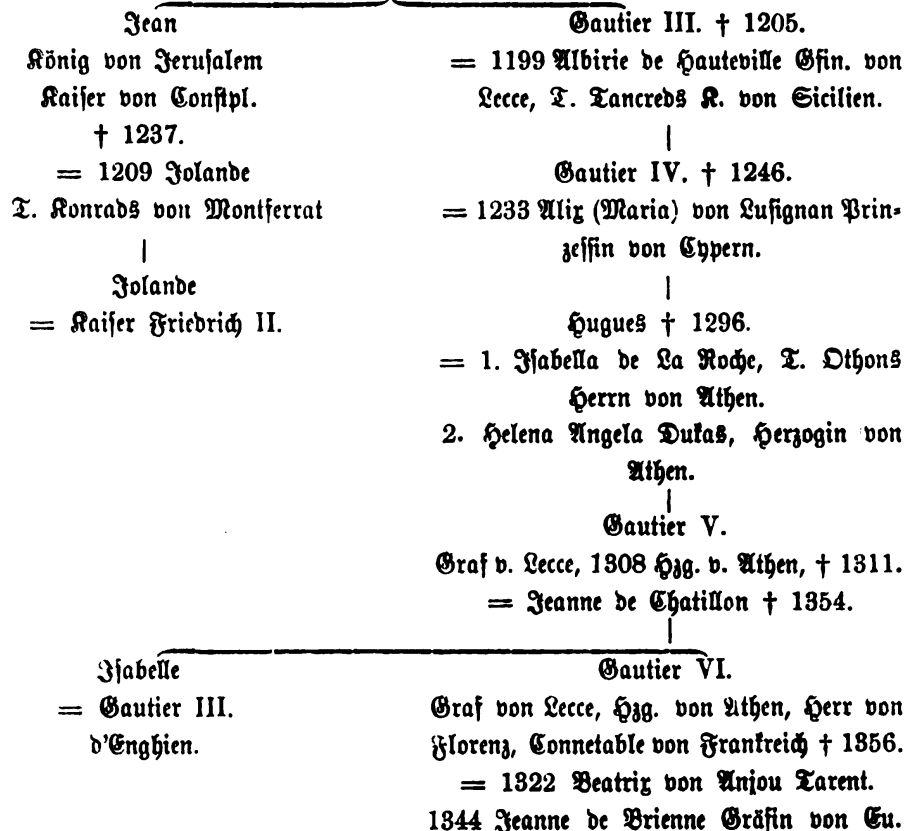 Jean
König von Jerusalem
Kaiser von Constpl.
† 1237.
= 1209 Jolande
T. Konrads von Montferrat
Jolande
= Kaiser Friedrich II.
Gautier III. † 1205.
= 1199 Albirie de Hauteville Gfin. von
Lecce, T. Tancreds K. von Sicilien.
Gautier IV. † 1246.
= 1233 Alix (Maria) von Lusignan Prin-
zessin von Cypern.
Hugues † 1296.
= 1. Isabella de La Roche, T. Othons
Herrn von Athen.
2. Helena Angela Dukas, Herzogin von
Athen.
Gautier V.
Graf v. Lecce, 1308 Hzg. v. Athen, † 1311.
= Jeanne de Chatillon † 1354.
Isabelle
= Gautier III.
d'Enghien.
Gautier VI.
Graf von Lecce, Hzg. von Athen, Herr von
Florenz, Connetable von Frankreich † 1356.
= 1322 Beatrix von Anjou Tarent.
1344 Jeanne de Brienne Gräfin von Eu.